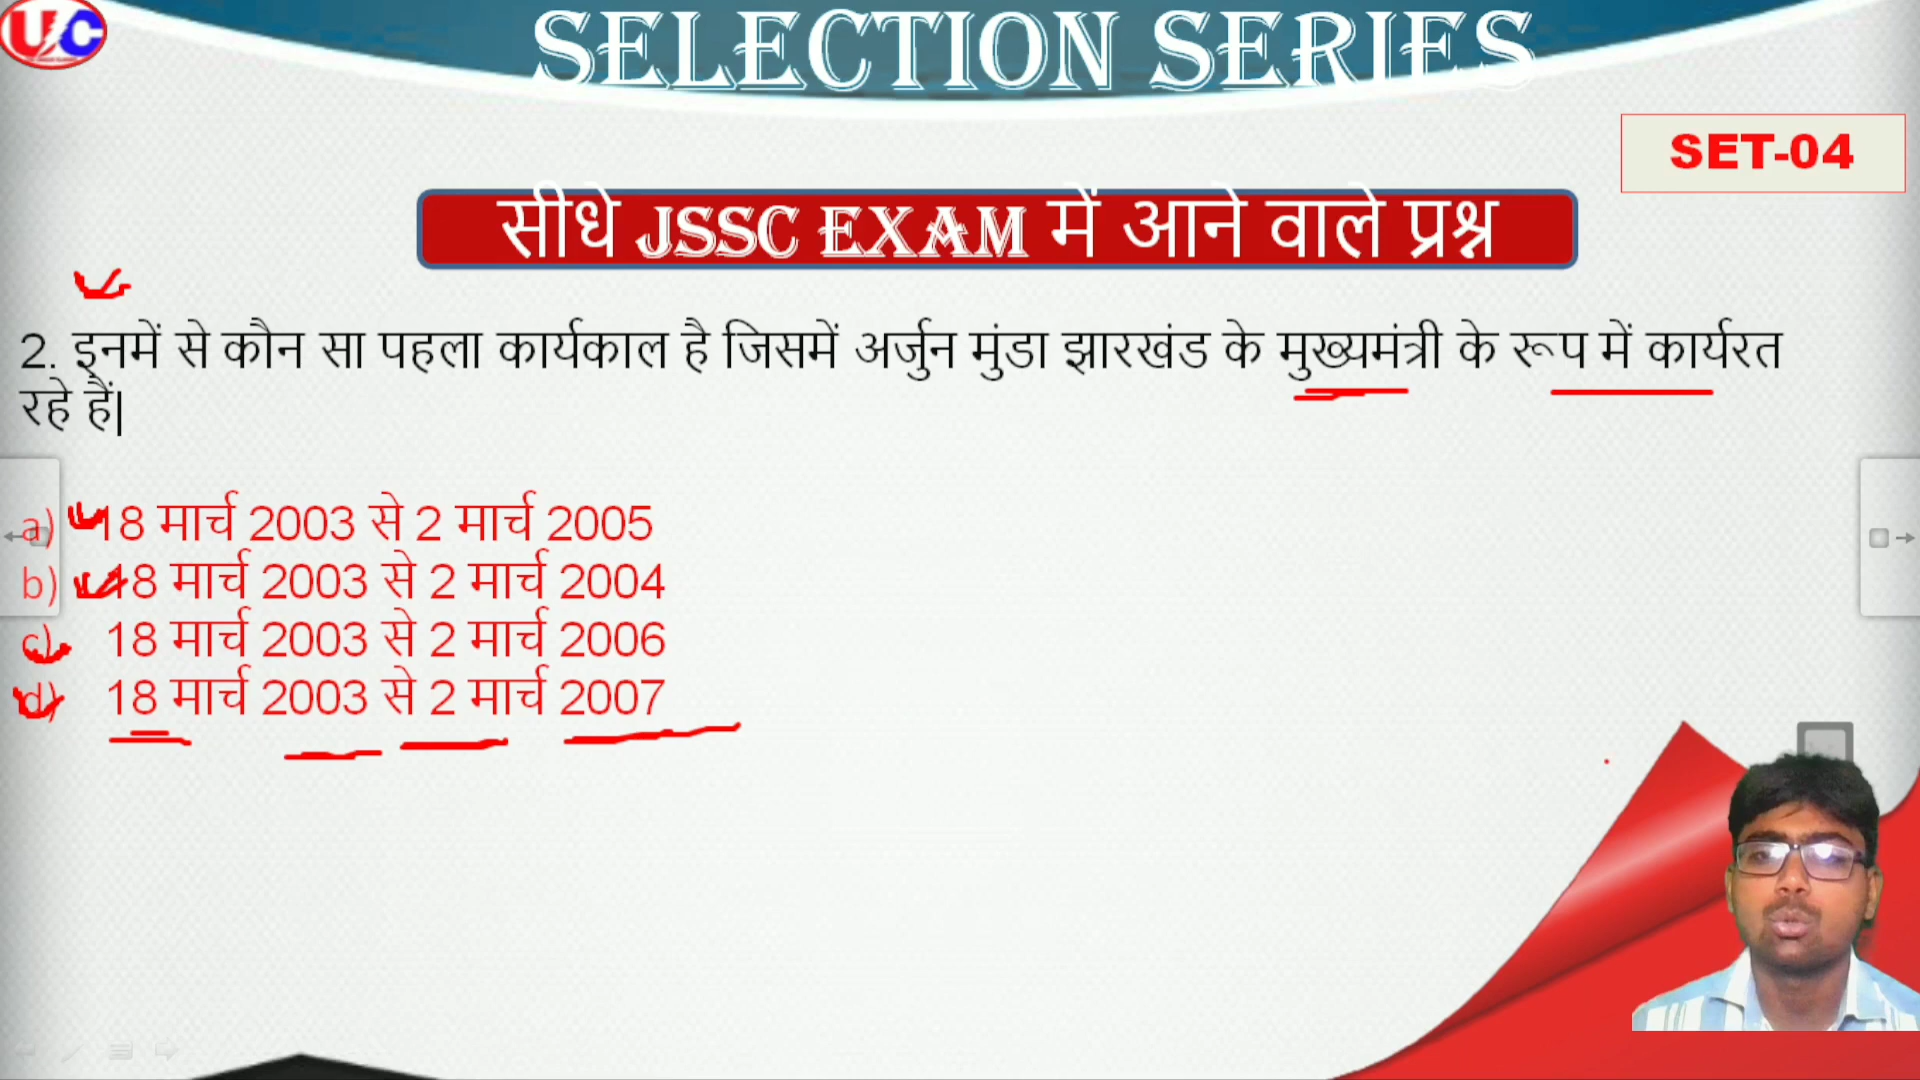 UC
SELECTION SERIES
SET-04
सीधे JSSC EXAM में आने वाले प्रश्न
2. इनमें से कौन सा पहला कार्यकाल है जिसमें अर्जुन मुंडा झारखंड के मुख्यमंत्री के रूप में कार्यरत
रहे हैं|
a) 18 मार्च 2003 से 2 मार्च 2005
b) 18 मार्च 2003 से 2 मार्च 2004
c) 18 मार्च 2003 से 2 मार्च 2006
d) 18 मार्च 2003 से 2 मार्च 2007